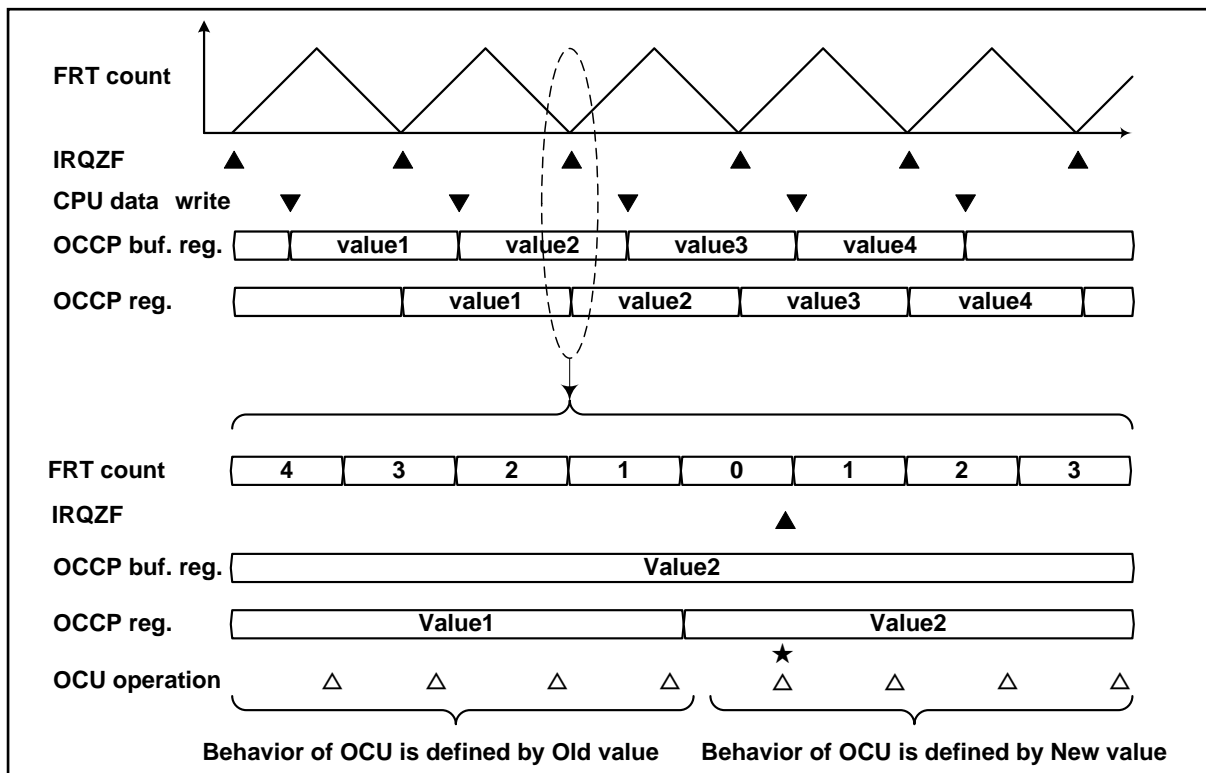 FRT count
IRQZF
CPU data write
OCCP buf. reg. value1 value2 value3 value4
OCCP reg. value1 value2 value3 value4
FRT count 4 3 2 1 0 1 2 3
IRQZF
OCCP buf. reg. Value2
OCCP reg. Value1 Value2
OCU operation
Behavior of OCU is defined by Old value Behavior of OCU is defined by New value